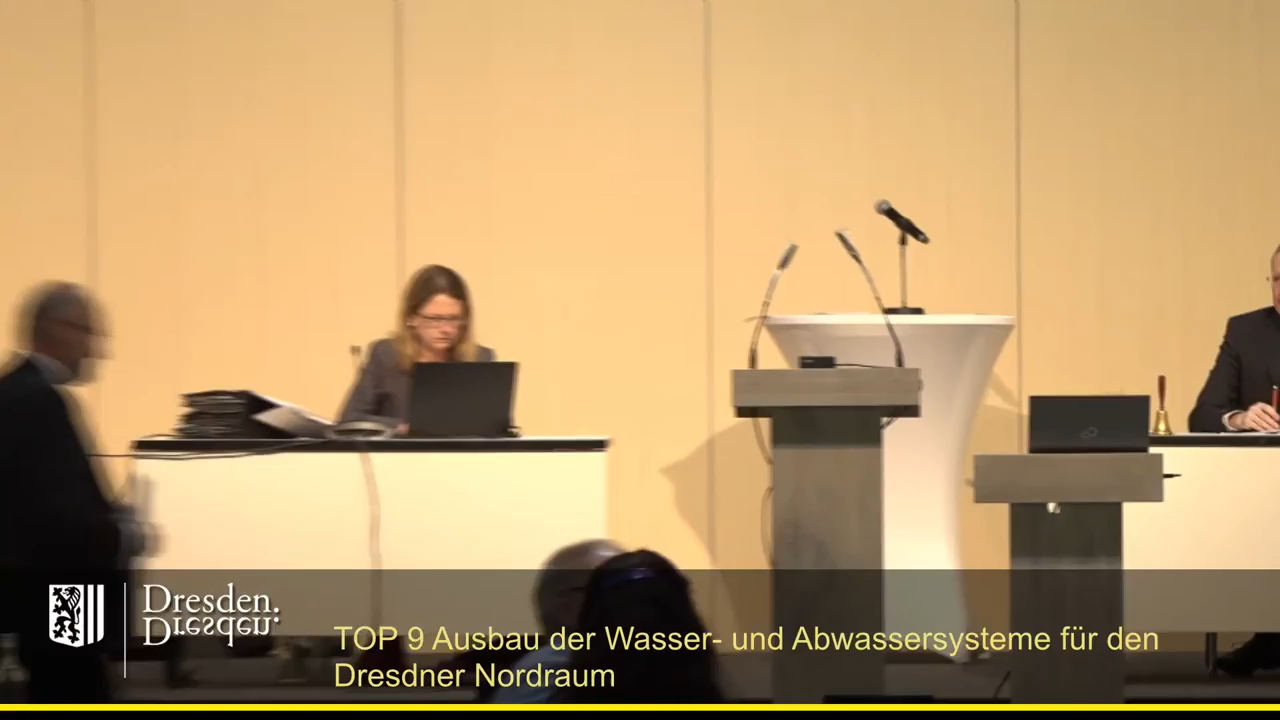 Dresden.
Dresden.
TOP 9 Ausbau der Wasser- und Abwassersysteme für den
Dresdner Nordraum